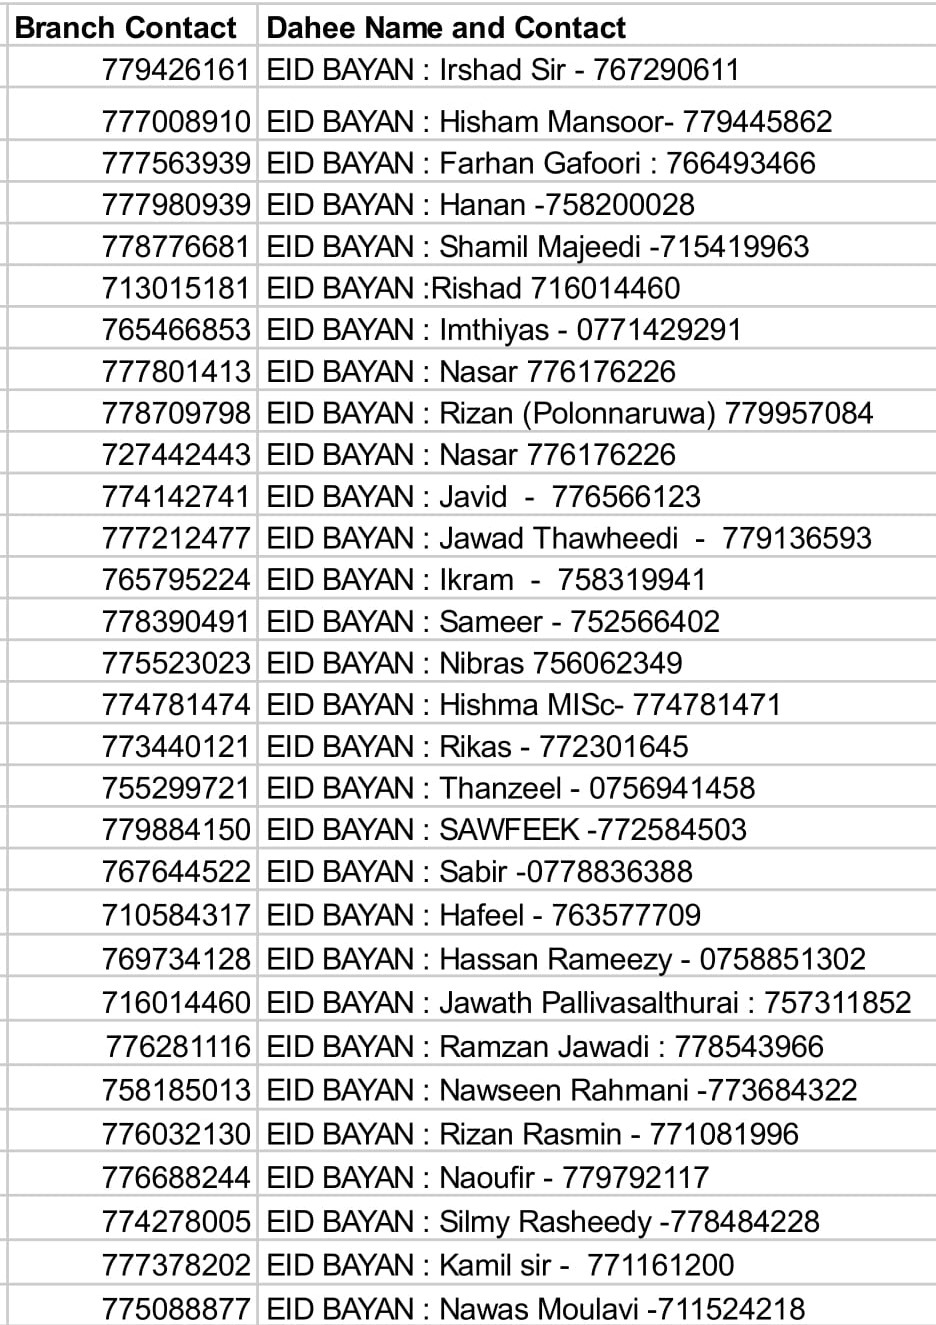 Branch Contact Dahee Name and Contact
779426161 EID BAYAN : Irshad Sir - 767290611
777008910 EID BAYAN : Hisham Mansoor- 779445862
777563939 EID BAYAN : Farhan Gafoori : 766493466
777980939 EID BAYAN : Hanan -758200028
778776681 EID BAYAN : Shamil Majeedi -715419963
713015181 EID BAYAN :Rishad 716014460
765466853 EID BAYAN : Imthiyas - 0771429291
777801413 EID BAYAN : Nasar 776176226
778709798 EID BAYAN : Rizan (Polonnaruwa) 779957084
727442443 EID BAYAN : Nasar 776176226
774142741 EID BAYAN : Javid  -  776566123
777212477 EID BAYAN : Jawad Thawheedi  -  779136593
765795224 EID BAYAN : Ikram  -  758319941
778390491 EID BAYAN : Sameer - 752566402
775523023 EID BAYAN : Nibras 756062349
774781474 EID BAYAN : Hishma MISc- 774781471
773440121 EID BAYAN : Rikas - 772301645
755299721 EID BAYAN : Thanzeel - 0756941458
779884150 EID BAYAN : SAWFEEK -772584503
767644522 EID BAYAN : Sabir -0778836388
710584317 EID BAYAN : Hafeel - 763577709
769734128 EID BAYAN : Hassan Rameezy - 0758851302
716014460 EID BAYAN : Jawath Pallivasalthurai : 757311852
776281116 EID BAYAN : Ramzan Jawadi : 778543966
758185013 EID BAYAN : Nawseen Rahmani -773684322
776032130 EID BAYAN : Rizan Rasmin - 771081996
776688244 EID BAYAN : Naoufir - 779792117
774278005 EID BAYAN : Silmy Rasheedy -778484228
777378202 EID BAYAN : Kamil sir -  771161200
775088877 EID BAYAN : Nawas Moulavi -711524218